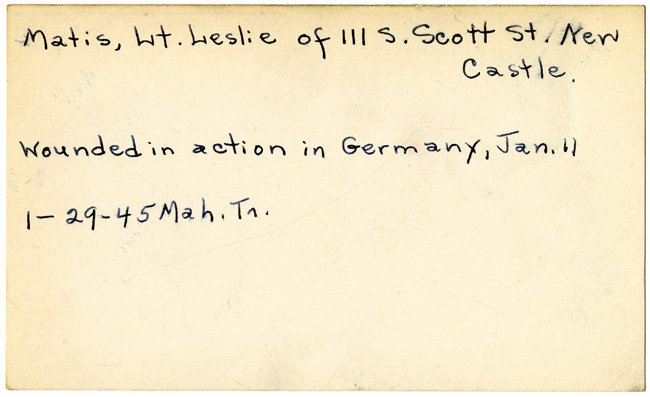 Matis, Lt. Leslie of 111 S. Scott St. New
Castle.
Wounded in action in Germany, Jan. 11
1-29-45 Mah. Tr.